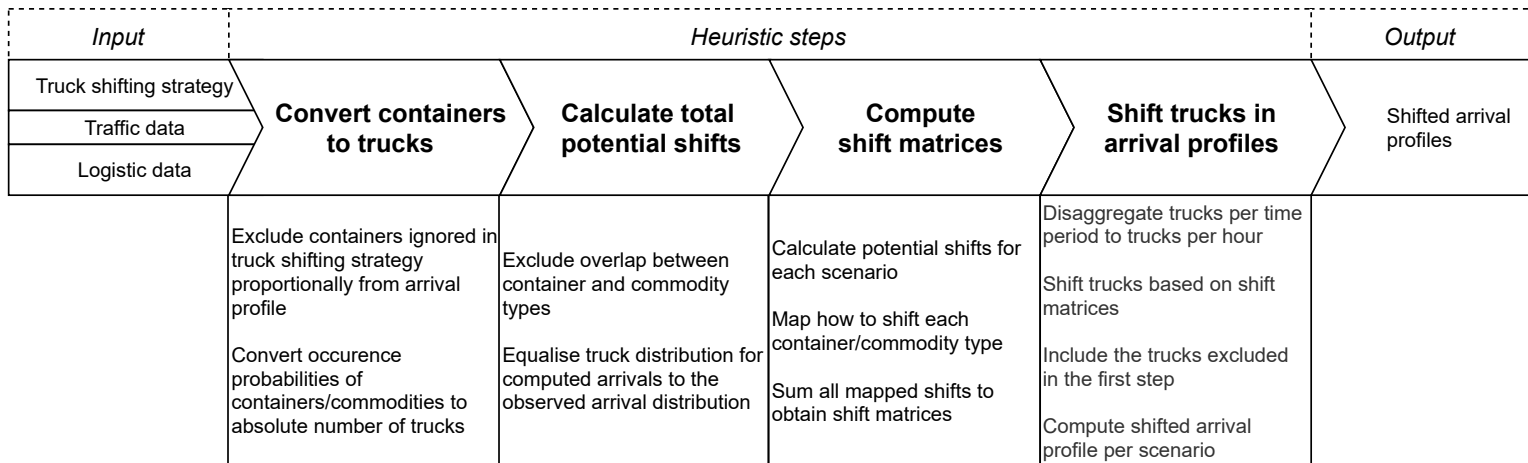 Input
Heuristic steps
Output
Truck shifting strategy
Traffic data
Logistic data
Convert containers
to trucks
Calculate total
potential shifts
Compute
shift matrices
Shift trucks in
arrival profiles
Shifted arrival
profiles
Exclude containers ignored in
truck shifting strategy
proportionally from arrival
profile
Convert occurence
probabilities of
containers/commodities to
absolute number of trucks
Exclude overlap between
container and commodity
types
Equalise truck distribution for
computed arrivals to the
observed arrival distribution
Calculate potential shifts for
each scenario
Map how to shift each
container/commodity type
Sum all mapped shifts to
obtain shift matrices
Disaggregate trucks per time
period to trucks per hour
Shift trucks based on shift
matrices
Include the trucks excluded
in the first step
Compute shifted arrival
profile per scenario